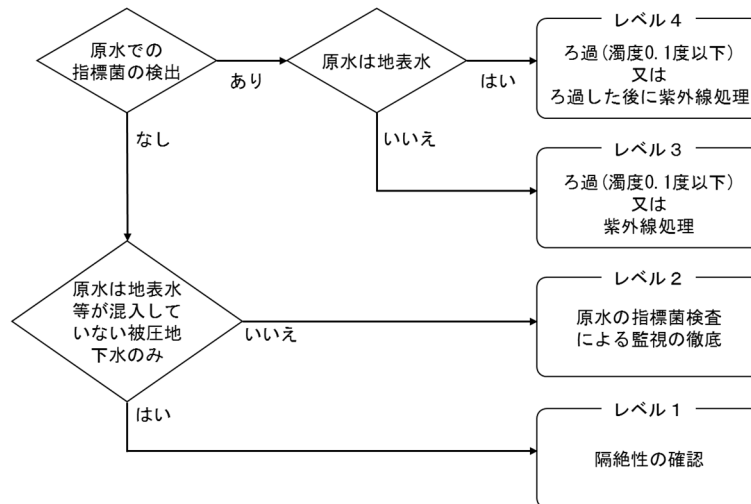 原水での
指標菌の検出
あり
原水は地表水
はい
レベル４
ろ過(濁度0.1度以下)
又は
ろ過した後に紫外線処理
なし
いいえ
レベル３
ろ過(濁度0.1度以下)
又は
紫外線処理
原水は地表水
等が混入して
いない被圧地
下水のみ
いいえ
レベル２
原水の指標菌検査
による監視の徹底
はい
レベル１
隔絶性の確認